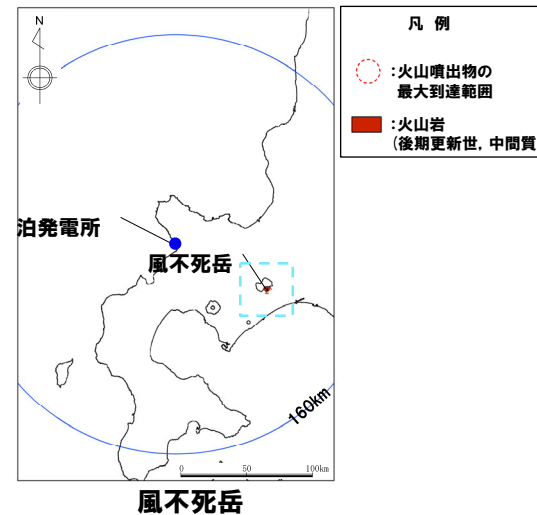 N
凡 例
:火山噴出物の
最大到達範囲
:火山岩
(後期更新世, 中間質
泊発電所
風不死岳
160km
0 50 100km
風不死岳